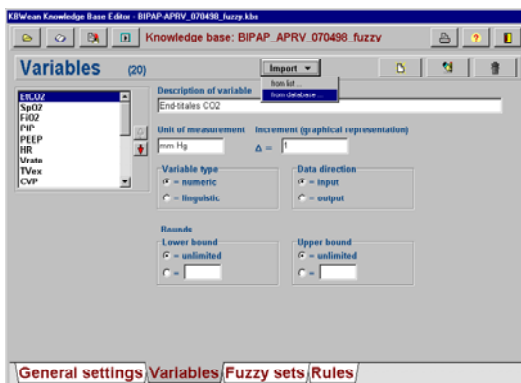 KBWean Knowledge Base Editor - BIPAP-APRV_070498_fuzzy.kbs
Knowledge base: BIPAP_APRV_070498_fuzzy
Variables (20)
Import
from list ...
from database ...
EtCO2
SpO2
FiO2
PIP
PEEP
HR
Vrate
TVex
CVP
Description of variable
End-titales CO2
Unit of measurement
Increment (graphical representation)
mm Hg
Δ = 1
Variable type
= numeric
= linguistic
Data direction
= input
= output
Bounds
Lower bound
= unlimited
=
Upper bound
= unlimited
=
General settings Variables Fuzzy sets Rules